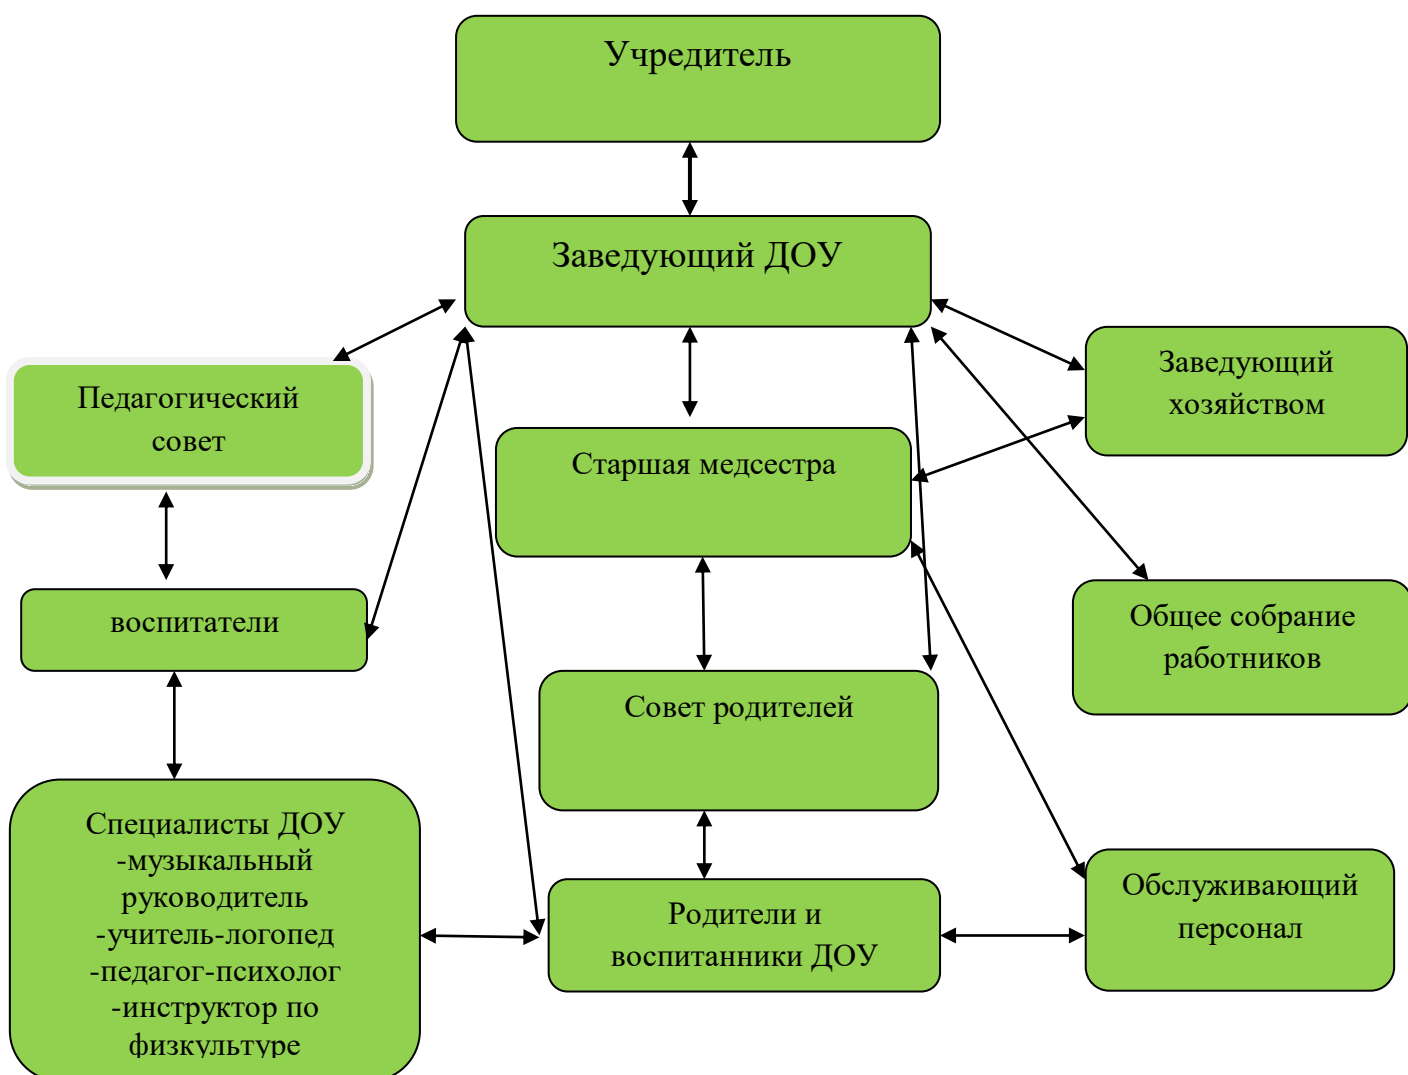 Учредитель
Заведующий ДОУ
Заведующий
хозяйством
Педагогический
совет
Старшая медсестра
воспитатели
Общее собрание
работников
Совет родителей
Специалисты ДОУ
-музыкальный
руководитель
-учитель-логопед
-педагог-психолог
-инструктор по
физкультуре
Родители и
воспитанники ДОУ
Обслуживающий
персонал